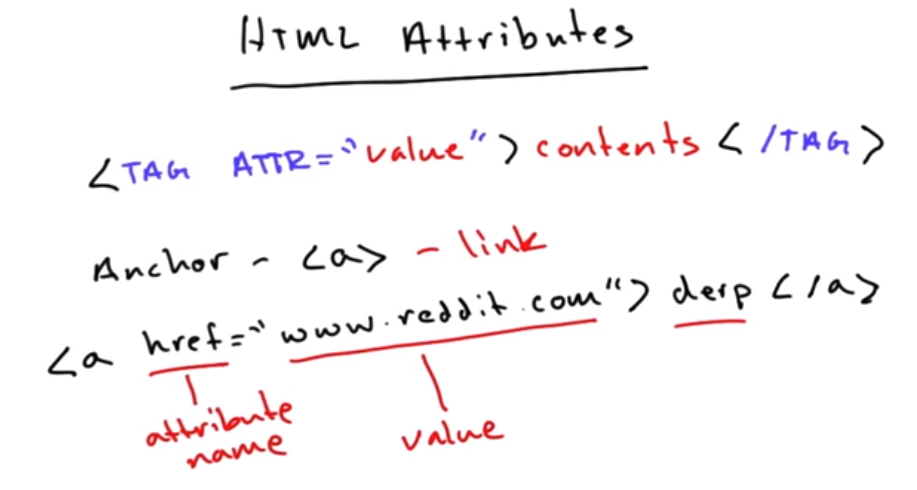 HTML Attributes
<TAG ATTR="value"> contents </TAG>
Anchor - <a> - link
<a href="www.reddit.com"> derp </a>
attribute name
value